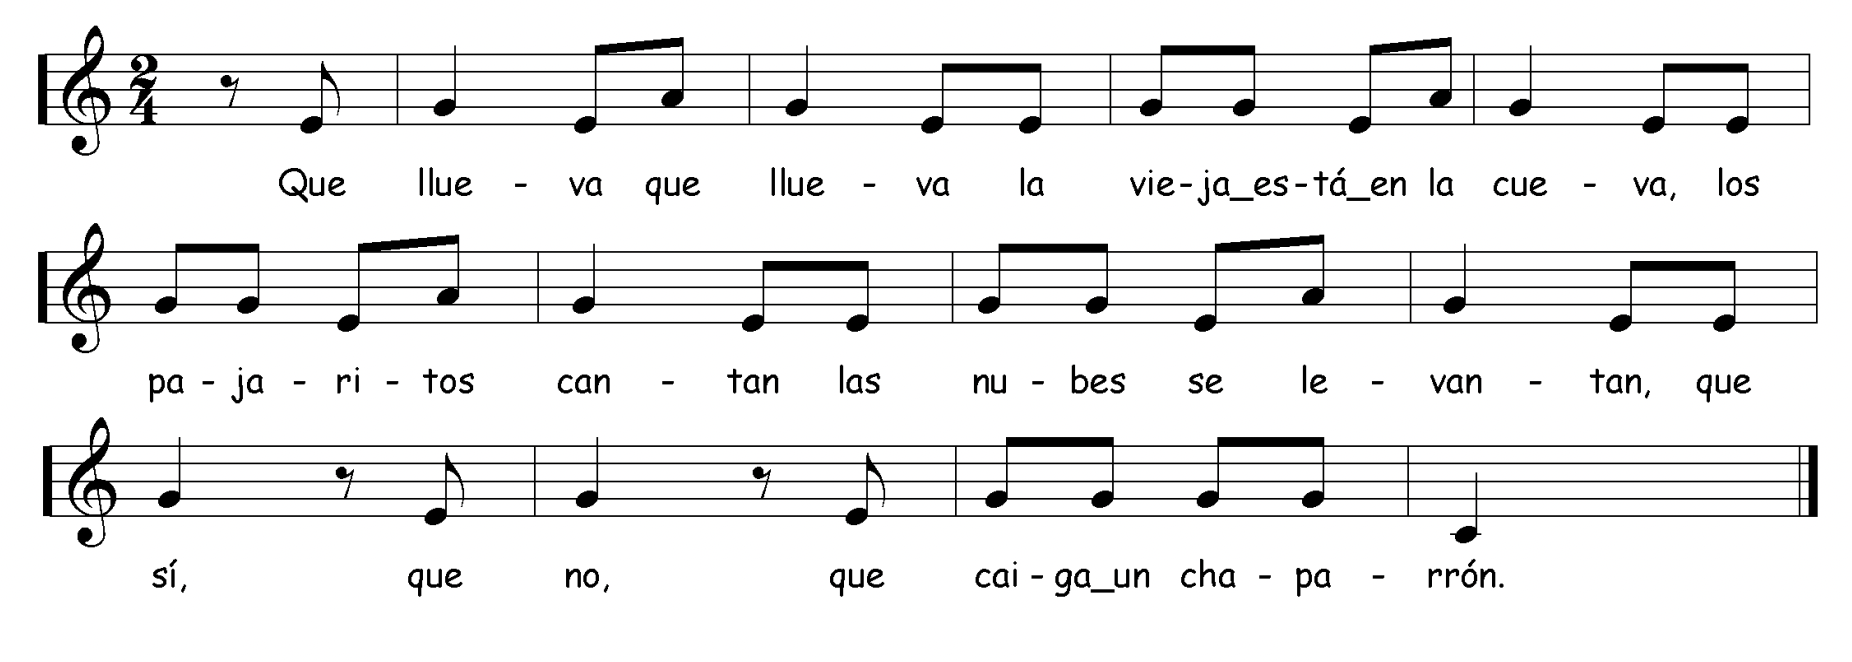 2
4
Que llue - va que llue - va la vie-ja_es-tá_en la cue - va, los
pa - ja - ri - tos can - tan las nu - bes se le - van - tan, que
sí, que no, que cai - ga_un cha - pa - rrón.